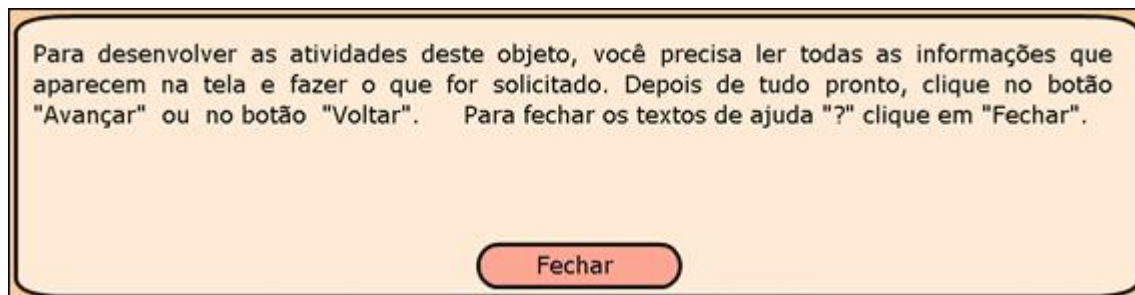 Para desenvolver as atividades deste objeto, você precisa ler todas as informações que
aparecem na tela e fazer o que for solicitado. Depois de tudo pronto, clique no botão
"Avançar" ou no botão "Voltar". Para fechar os textos de ajuda "?" clique em "Fechar".
Fechar